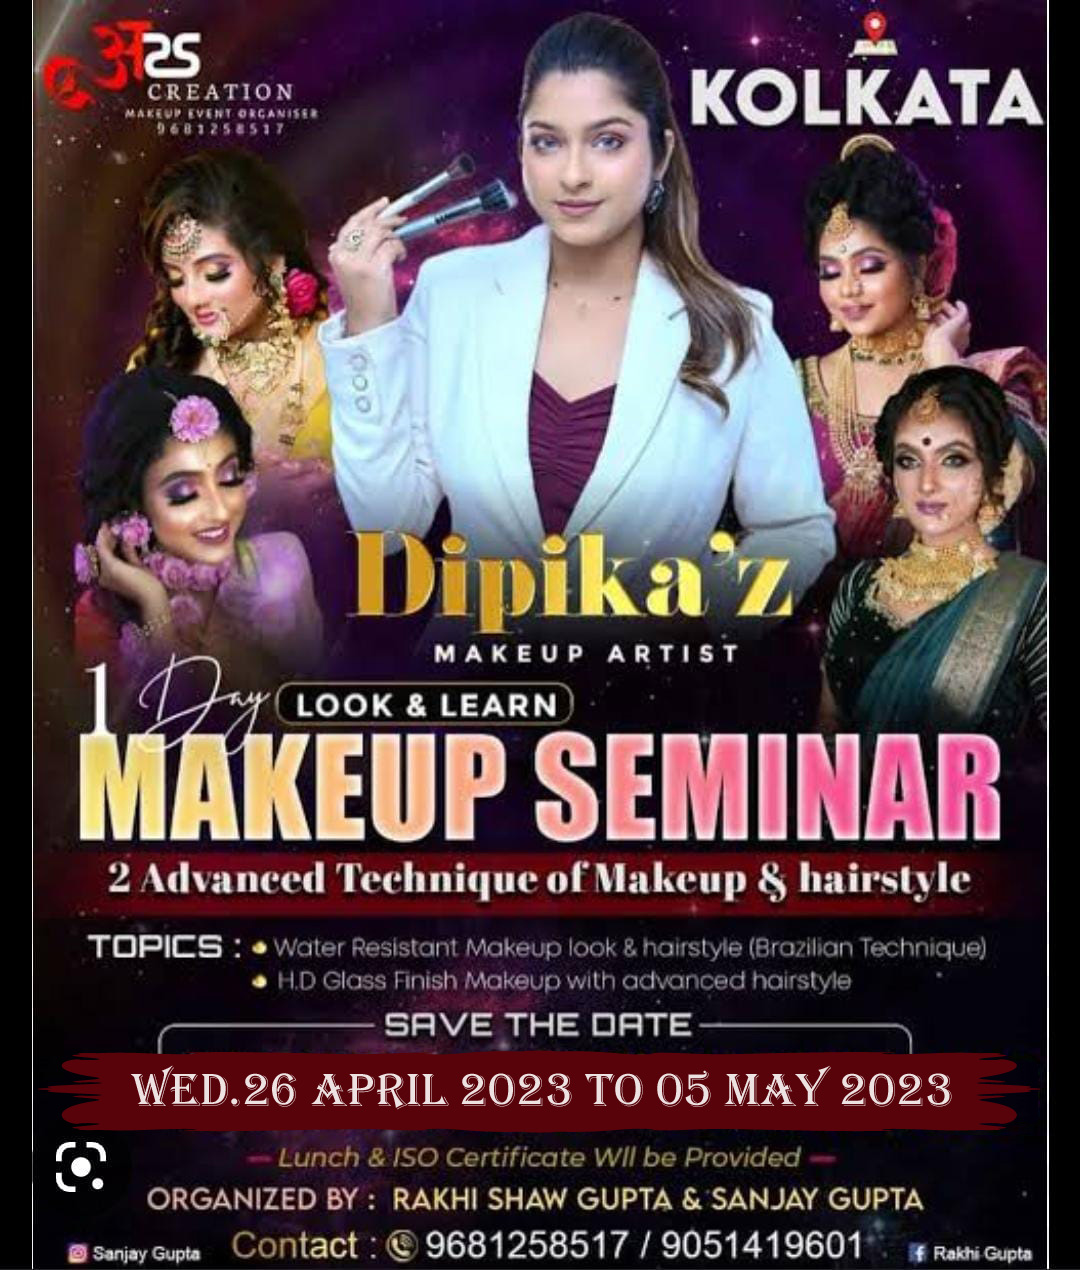 अ
2S
CREATION
MAKEUP EVENT ORGANISER
9681258517
KOLKATA
Dipika'z
MAKEUP ARTIST
1 Day LOOK & LEARN
MAKEUP SEMINAR
2 Advanced Technique of Makeup & hairstyle
TOPICS : Water Resistant Makeup look & hairstyle (Brazilian Technique)
H.D Glass Finish Makeup with advanced hairstyle
SAVE THE DATE
WED.26 APRIL 2023 TO 05 MAY 2023
Lunch & ISO Certificate Wll be Provided
ORGANIZED BY : RAKHI SHAW GUPTA & SANJAY GUPTA
Contact : 9681258517 / 9051419601
Sanjay Gupta
Rakhi Gupta